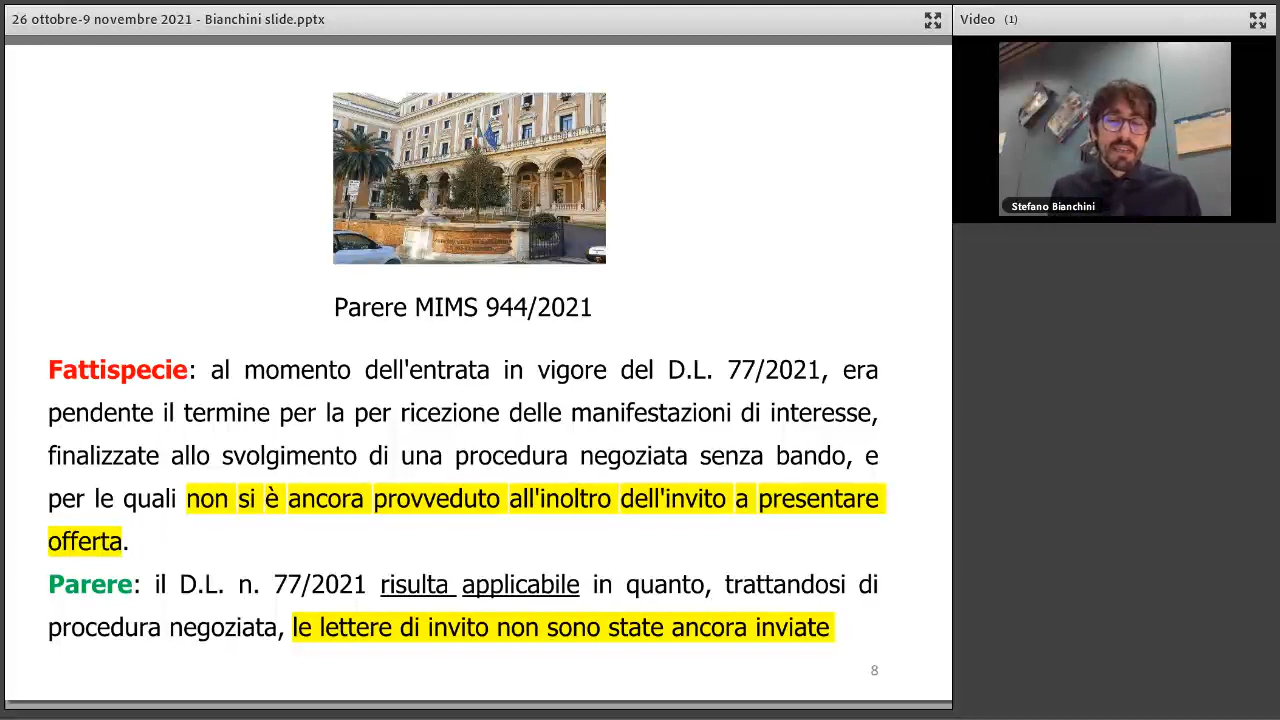 26 ottobre-9 novembre 2021 - Bianchini slide.pptx
Video (1)
Stefano Bianchini
Parere MIMS 944/2021
Fattispecie: al momento dell'entrata in vigore del D.L. 77/2021, era
pendente il termine per la per ricezione delle manifestazioni di interesse,
finalizzate allo svolgimento di una procedura negoziata senza bando, e
per le quali non si è ancora provveduto all'inoltro dell'invito a presentare
offerta.
Parere: il D.L. n. 77/2021 risulta applicabile in quanto, trattandosi di
procedura negoziata, le lettere di invito non sono state ancora inviate
8